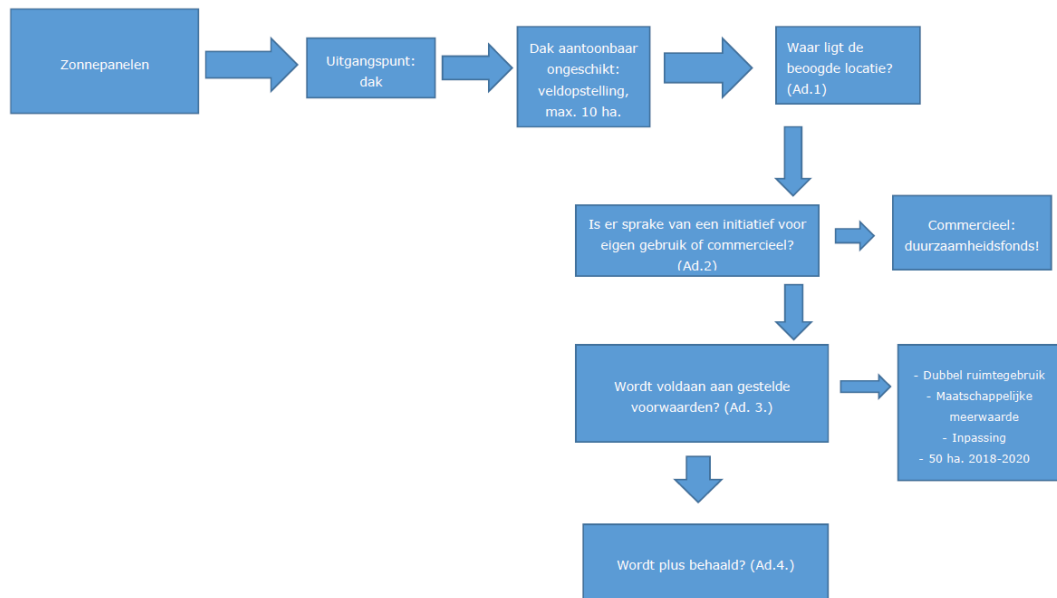 Zonnepanelen
Uitgangspunt:
dak
Dak aantoonbaar
ongeschikt:
veldopstelling,
max. 10 ha.
Waar ligt de
beoogde locatie?
(Ad.1)
Is er sprake van een initiatief voor
eigen gebruik of commercieel?
(Ad.2)
Commercieel:
duurzaamheidsfonds!
Wordt voldaan aan gestelde
voorwaarden? (Ad. 3.)
- Dubbel ruimtegebruik
- Maatschappelijke
meerwaarde
- Inpassing
- 50 ha. 2018-2020
Wordt plus behaald? (Ad.4.)